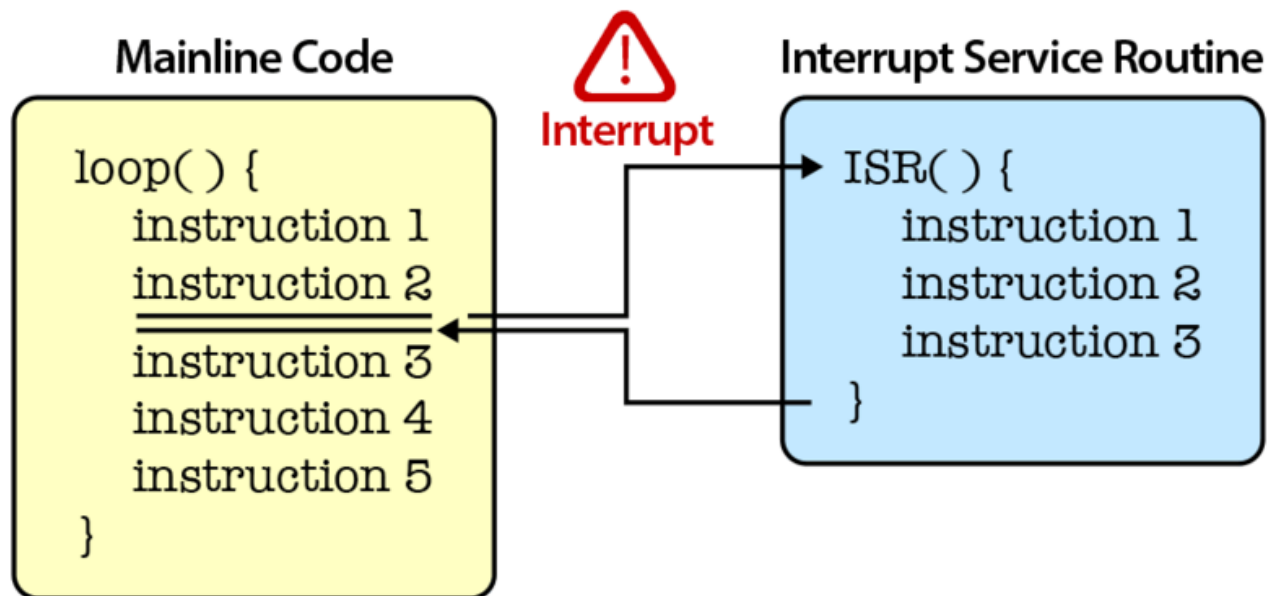 Mainline Code
loop( ) {
instruction 1
instruction 2
instruction 3
instruction 4
instruction 5
}
!
Interrupt
Interrupt Service Routine
ISR( ) {
instruction 1
instruction 2
instruction 3
}